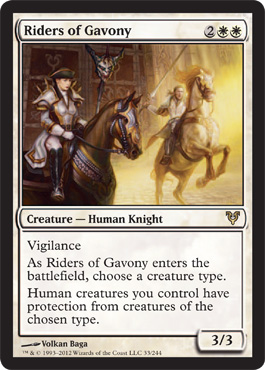 Riders of Gavony 2
Creature — Human Knight
Vigilance
As Riders of Gavony enters the
battlefield, choose a creature type.
Human creatures you control have
protection from creatures of the
chosen type.
Volkan Baga
™ & © 1993–2012 Wizards of the Coast LLC 33/244
3/3